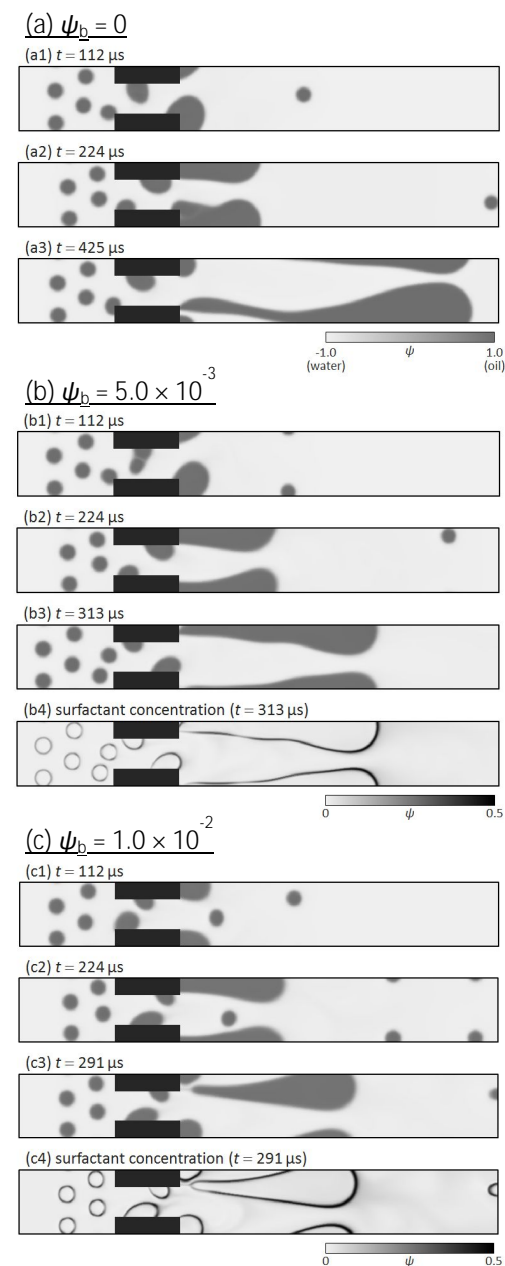 (a) ψb = 0
(a1) t = 112 µs
(a2) t = 224 µs
(a3) t = 425 µs
-1.0 ψ 1.0
(water) (oil)
(b) ψb = 5.0 × 10-3
(b1) t = 112 µs
(b2) t = 224 µs
(b3) t = 313 µs
(b4) surfactant concentration (t = 313 µs)
0 ψ 0.5
(c) ψb = 1.0 × 10-2
(c1) t = 112 µs
(c2) t = 224 µs
(c3) t = 291 µs
(c4) surfactant concentration (t = 291 µs)
0 ψ 0.5